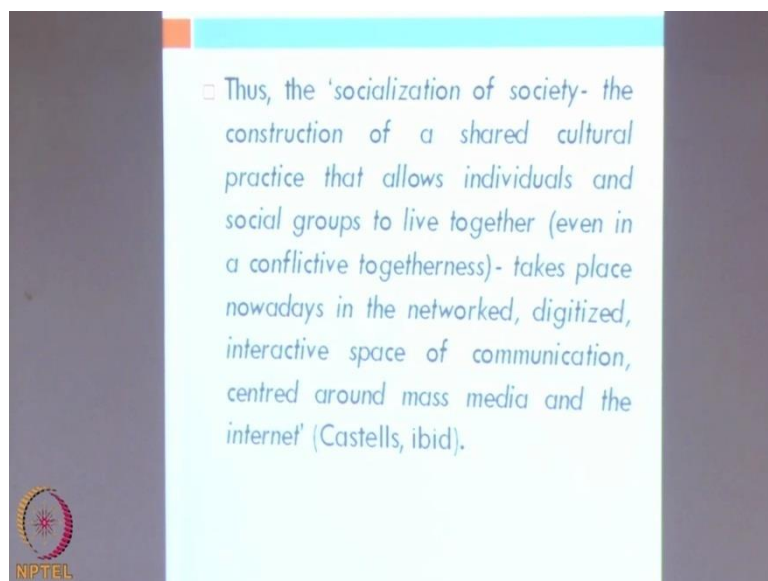 Thus, the 'socialization of society- the
construction of a shared cultural
practice that allows individuals and
social groups to live together (even in
a conflictive togetherness)- takes place
nowadays in the networked, digitized,
interactive space of communication,
centred around mass media and the
internet' (Castells, ibid).
NPTEL